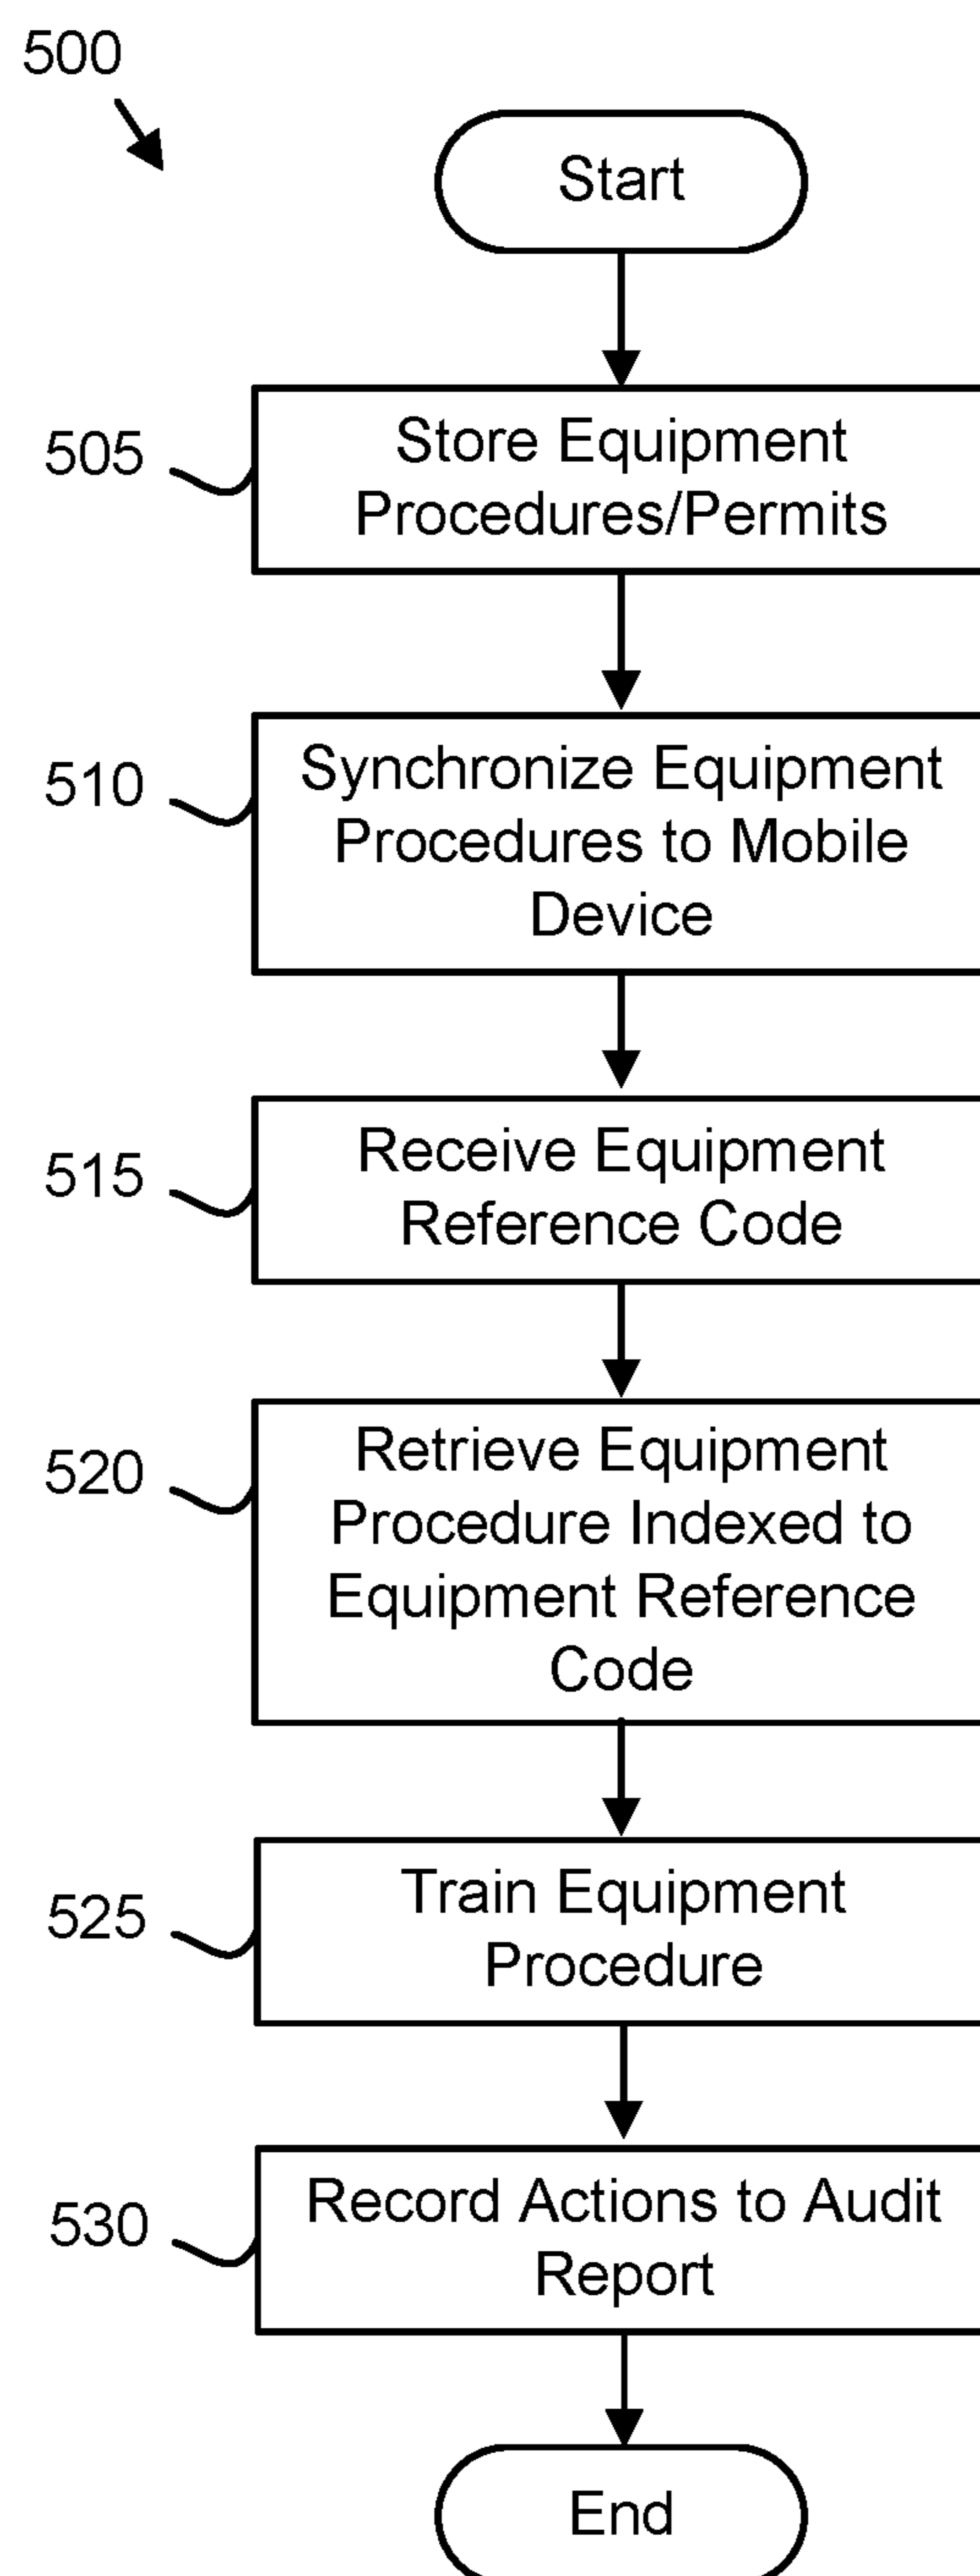 500
Start
505
Store Equipment
Procedures/Permits
510
Synchronize Equipment
Procedures to Mobile
Device
515
Receive Equipment
Reference Code
520
Retrieve Equipment
Procedure Indexed to
Equipment Reference
Code
525
Train Equipment
Procedure
530
Record Actions to Audit
Report
End